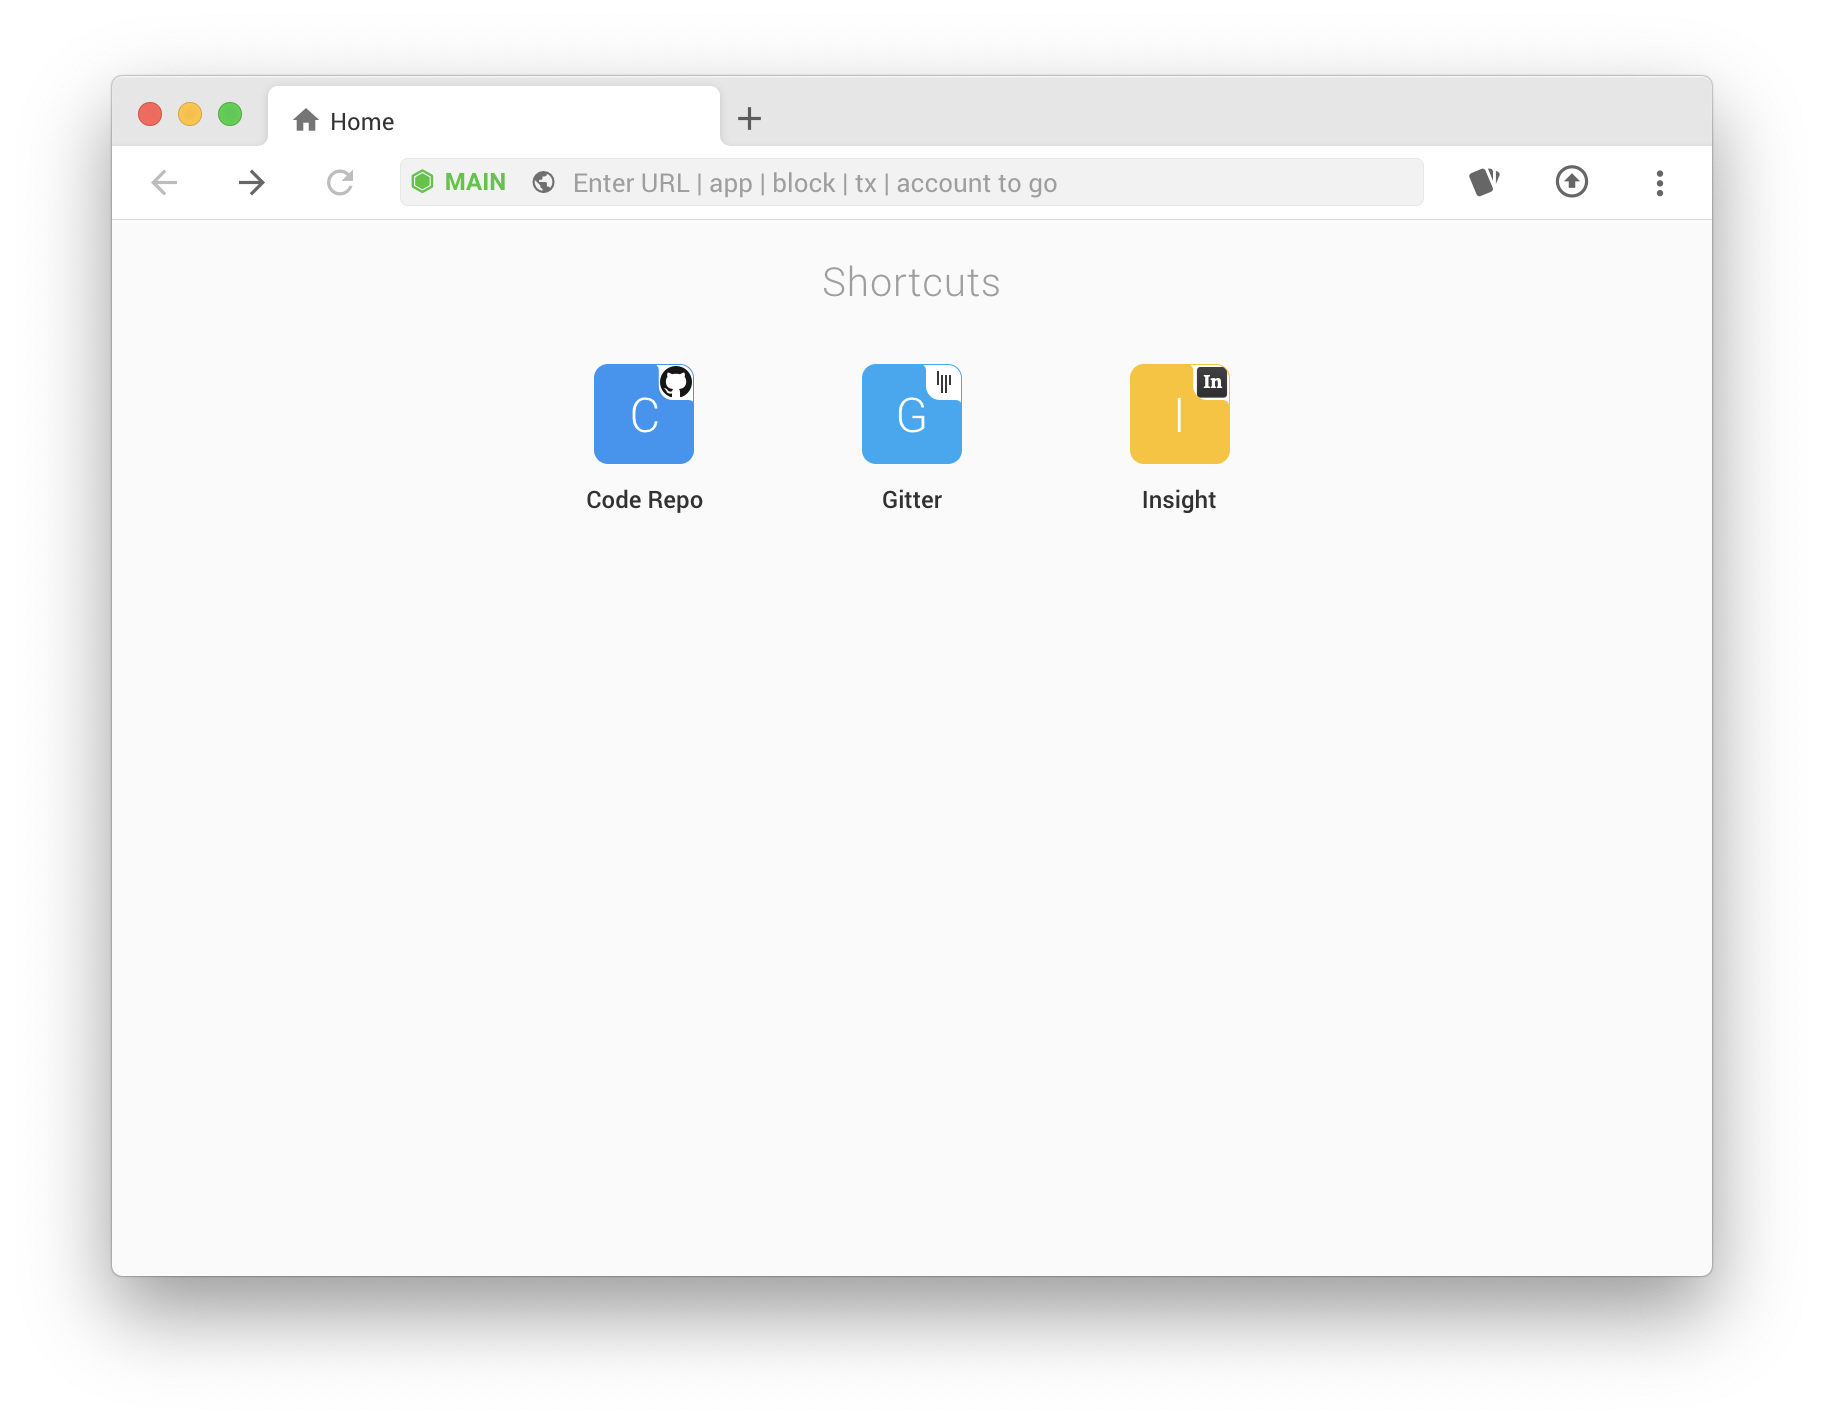 Home
MAIN Enter URL | app | block | tx | account to go
Shortcuts
C G I In
Code Repo Gitter Insight